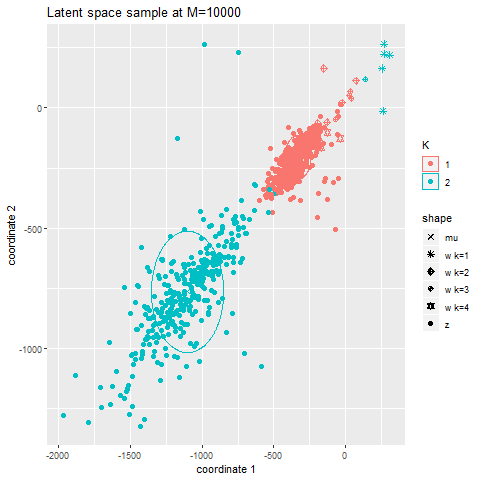 Latent space sample at M=10000
coordinate 2
0
-500
-1000
-2000
-1500
-1000
-500
0
coordinate 1
K
1
2
shape
mu
w k=1
w k=2
w k=3
w k=4
z